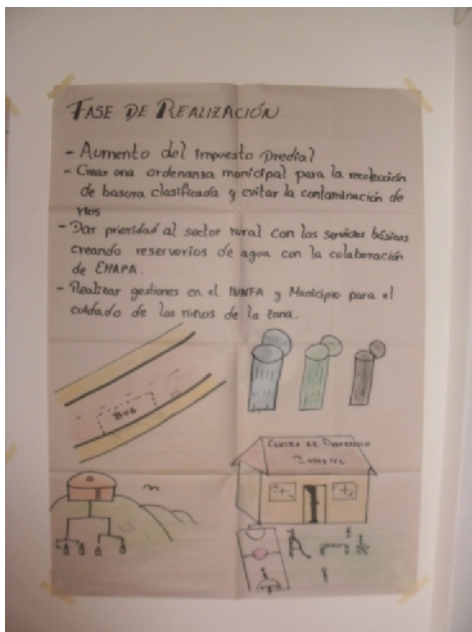 FASE DE REALIZACIÓN
- Aumento del Impuesto Predial
- Crear una ordenanza municipal para la recolección
de basura clasificada y evitar la contaminación de
rios
- Dar prioridad al sector rural con los servicios básicos
creando reservorios de agua con la colaboración
de EMAPA.
- Realizar gestiones en el INNFA y Municipio para el
cuidado de los niños de la zona.
BUS
CENTRO DE DESARROLLO